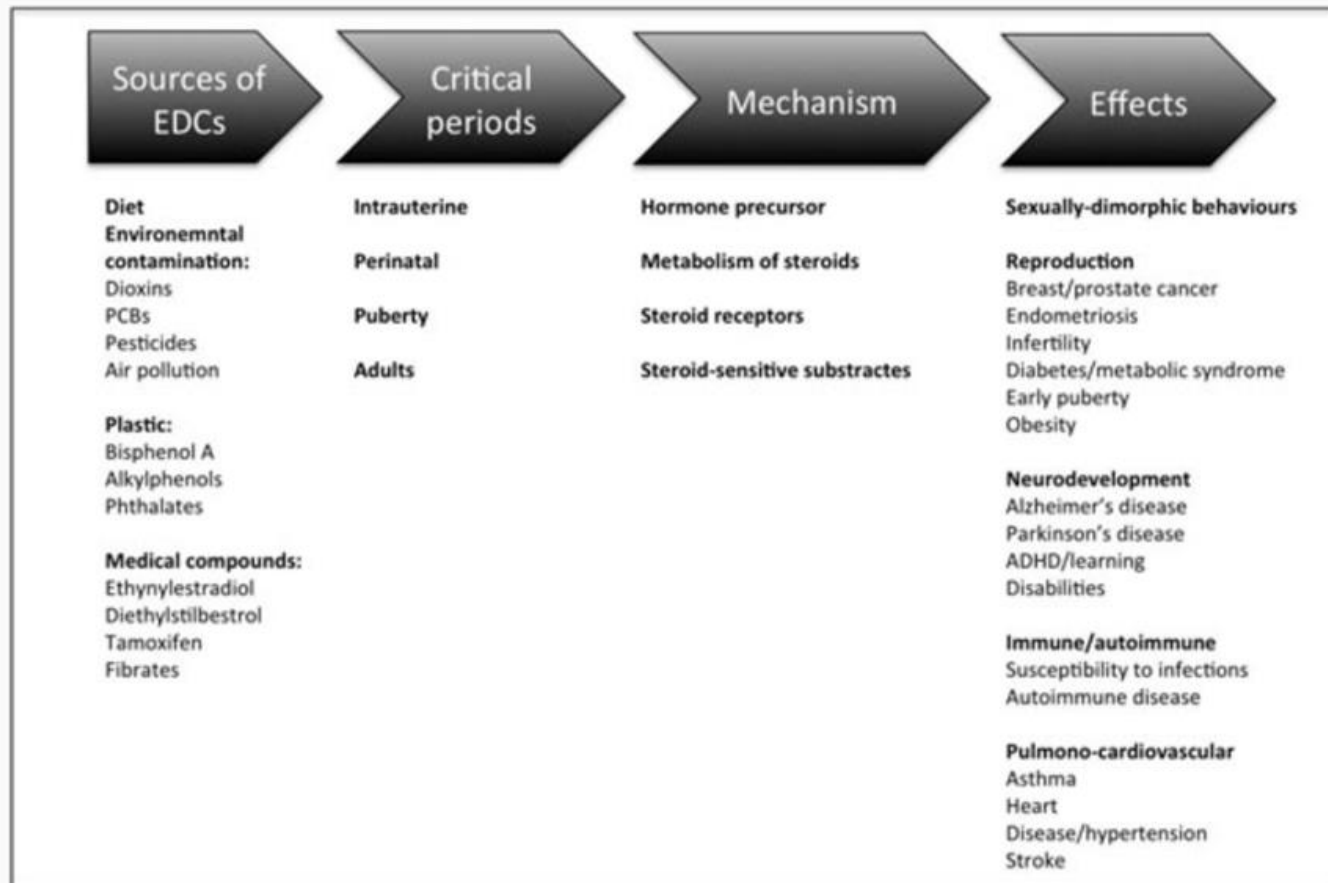 Sources of
EDCs
Critical
periods
Mechanism
Effects
Diet
Environemntal
contamination:
Dioxins
PCBs
Pesticides
Air pollution
Plastic:
Bisphenol A
Alkylphenols
Phthalates
Medical compounds:
Ethynylestradiol
Diethylstilbestrol
Tamoxifen
Fibrates
Intrauterine
Perinatal
Puberty
Adults
Hormone precursor
Metabolism of steroids
Steroid receptors
Steroid-sensitive substractes
Sexually-dimorphic behaviours
Reproduction
Breast/prostate cancer
Endometriosis
Infertility
Diabetes/metabolic syndrome
Early puberty
Obesity
Neurodevelopment
Alzheimer's disease
Parkinson's disease
ADHD/learning
Disabilities
Immune/autoimmune
Susceptibility to infections
Autoimmune disease
Pulmono-cardiovascular
Asthma
Heart
Disease/hypertension
Stroke